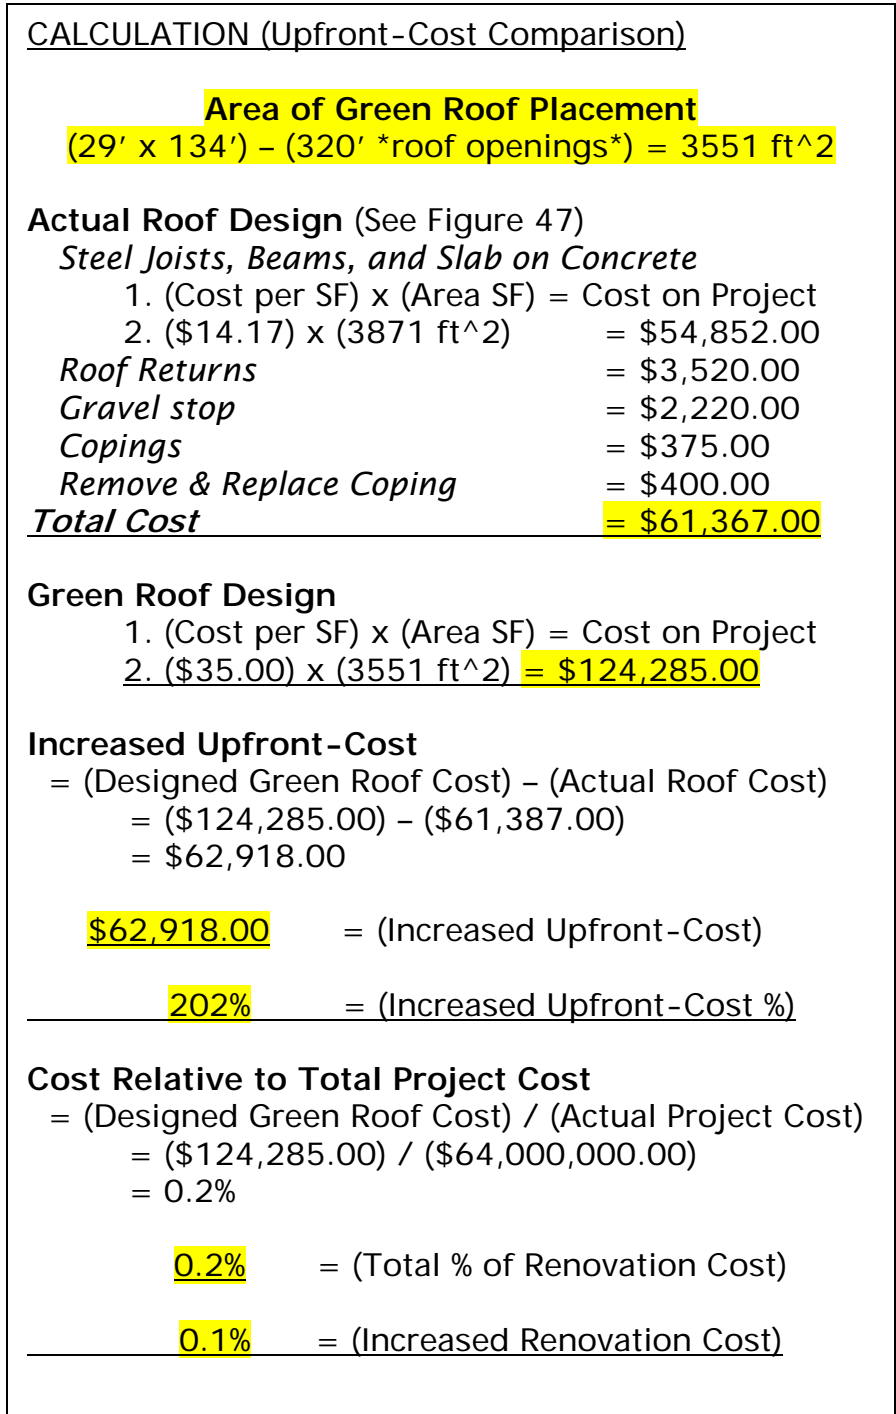 CALCULATION (Upfront-Cost Comparison)
Area of Green Roof Placement
(29′ x 134′) – (320′ *roof openings*) = 3551 ft^2
Actual Roof Design (See Figure 47)
Steel Joists, Beams, and Slab on Concrete
1. (Cost per SF) x (Area SF) = Cost on Project
2. ($14.17) x (3871 ft^2) = $54,852.00
Roof Returns = $3,520.00
Gravel stop = $2,220.00
Copings = $375.00
Remove & Replace Coping = $400.00
Total Cost = $61,367.00
Green Roof Design
1. (Cost per SF) x (Area SF) = Cost on Project
2. ($35.00) x (3551 ft^2) = $124,285.00
Increased Upfront-Cost
= (Designed Green Roof Cost) – (Actual Roof Cost)
= ($124,285.00) – ($61,387.00)
= $62,918.00
$62,918.00 = (Increased Upfront-Cost)
202% = (Increased Upfront-Cost %)
Cost Relative to Total Project Cost
= (Designed Green Roof Cost) / (Actual Project Cost)
= ($124,285.00) / ($64,000,000.00)
= 0.2%
0.2% = (Total % of Renovation Cost)
0.1% = (Increased Renovation Cost)